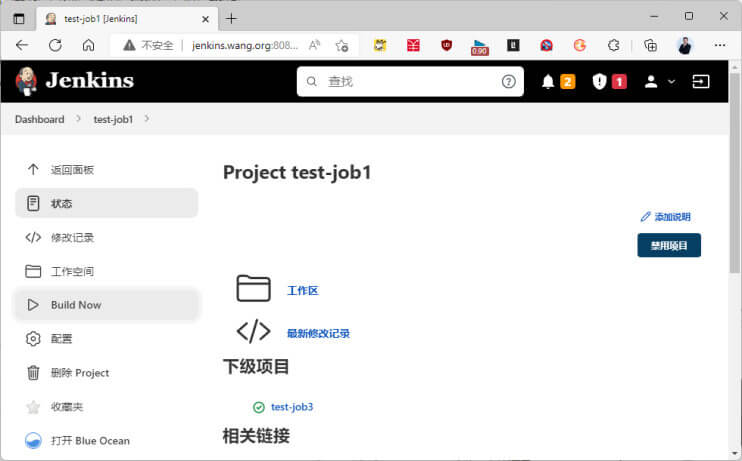 test-job1 [Jenkins]
不安全 | jenkins.wang.org:808...
0.90
Jenkins
查找
2
1
Dashboard > test-job1 >
返回面板
状态
修改记录
工作空间
Build Now
配置
删除 Project
收藏夹
打开 Blue Ocean
Project test-job1
添加说明
禁用项目
工作区
最新修改记录
下级项目
test-job3
相关链接